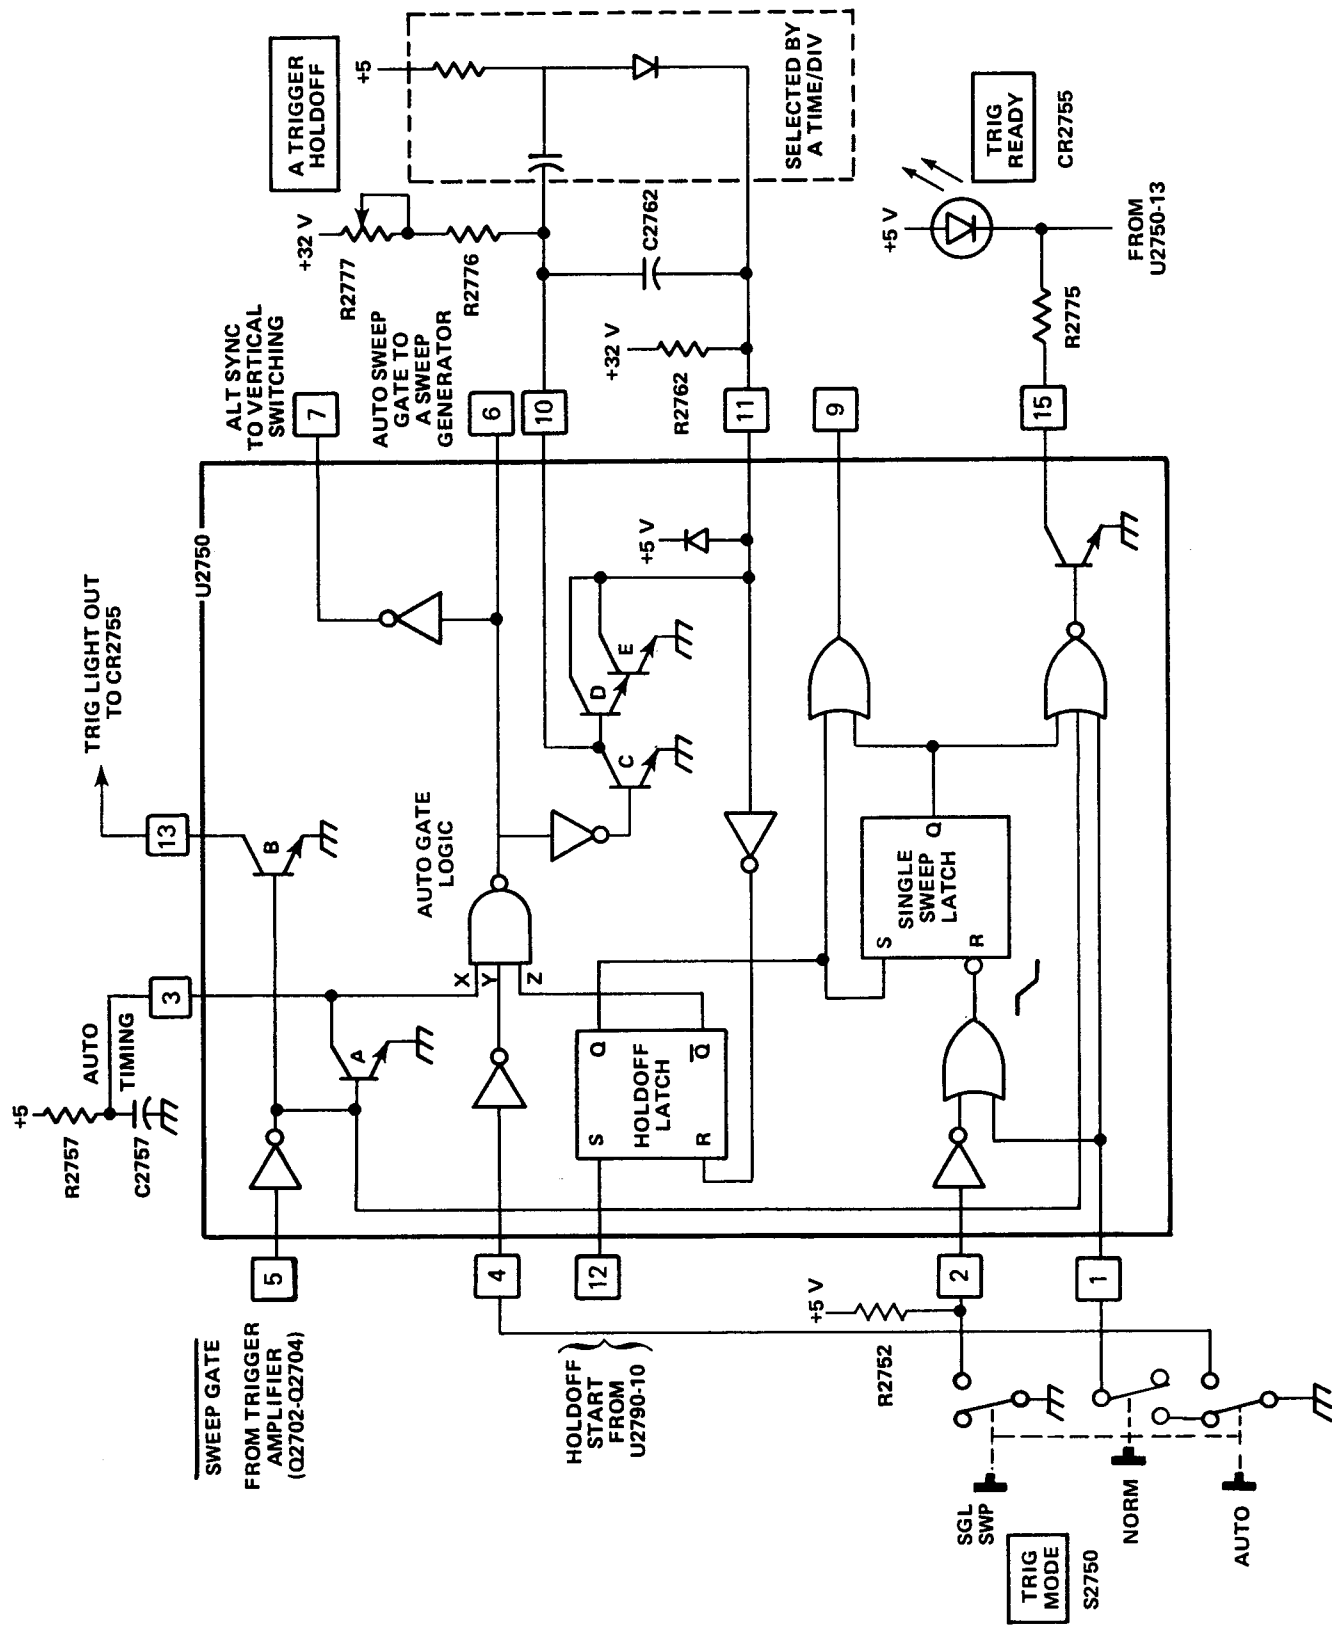 SWEEP GATE
FROM TRIGGER
AMPLIFIER
(Q2702-Q2704)
5
HOLDOFF
START
FROM
U2790-10
4
12
+5 V
R2752
2
1
SGL
SWP
NORM
AUTO
TRIG
MODE
S2750
+5
R2757
C2757
AUTO
TIMING
3
A
B
13
TRIG LIGHT OUT
TO CR2755
U2750
X
Y
Z
AUTO GATE
LOGIC
S
Q
HOLDOFF
LATCH
R
Q
C
D
E
+5 V
S
Q
SINGLE
SWEEP
LATCH
R
ALT SYNC
TO VERTICAL
SWITCHING
7
AUTO SWEEP
GATE TO
A SWEEP
GENERATOR
6
10
11
9
15
+32 V
R2777
R2776
A TRIGGER
HOLDOFF
+5
C2762
+32 V
R2762
SELECTED BY
A TIME/DIV
+5 V
TRIG
READY
CR2755
R2775
FROM
U2750-13